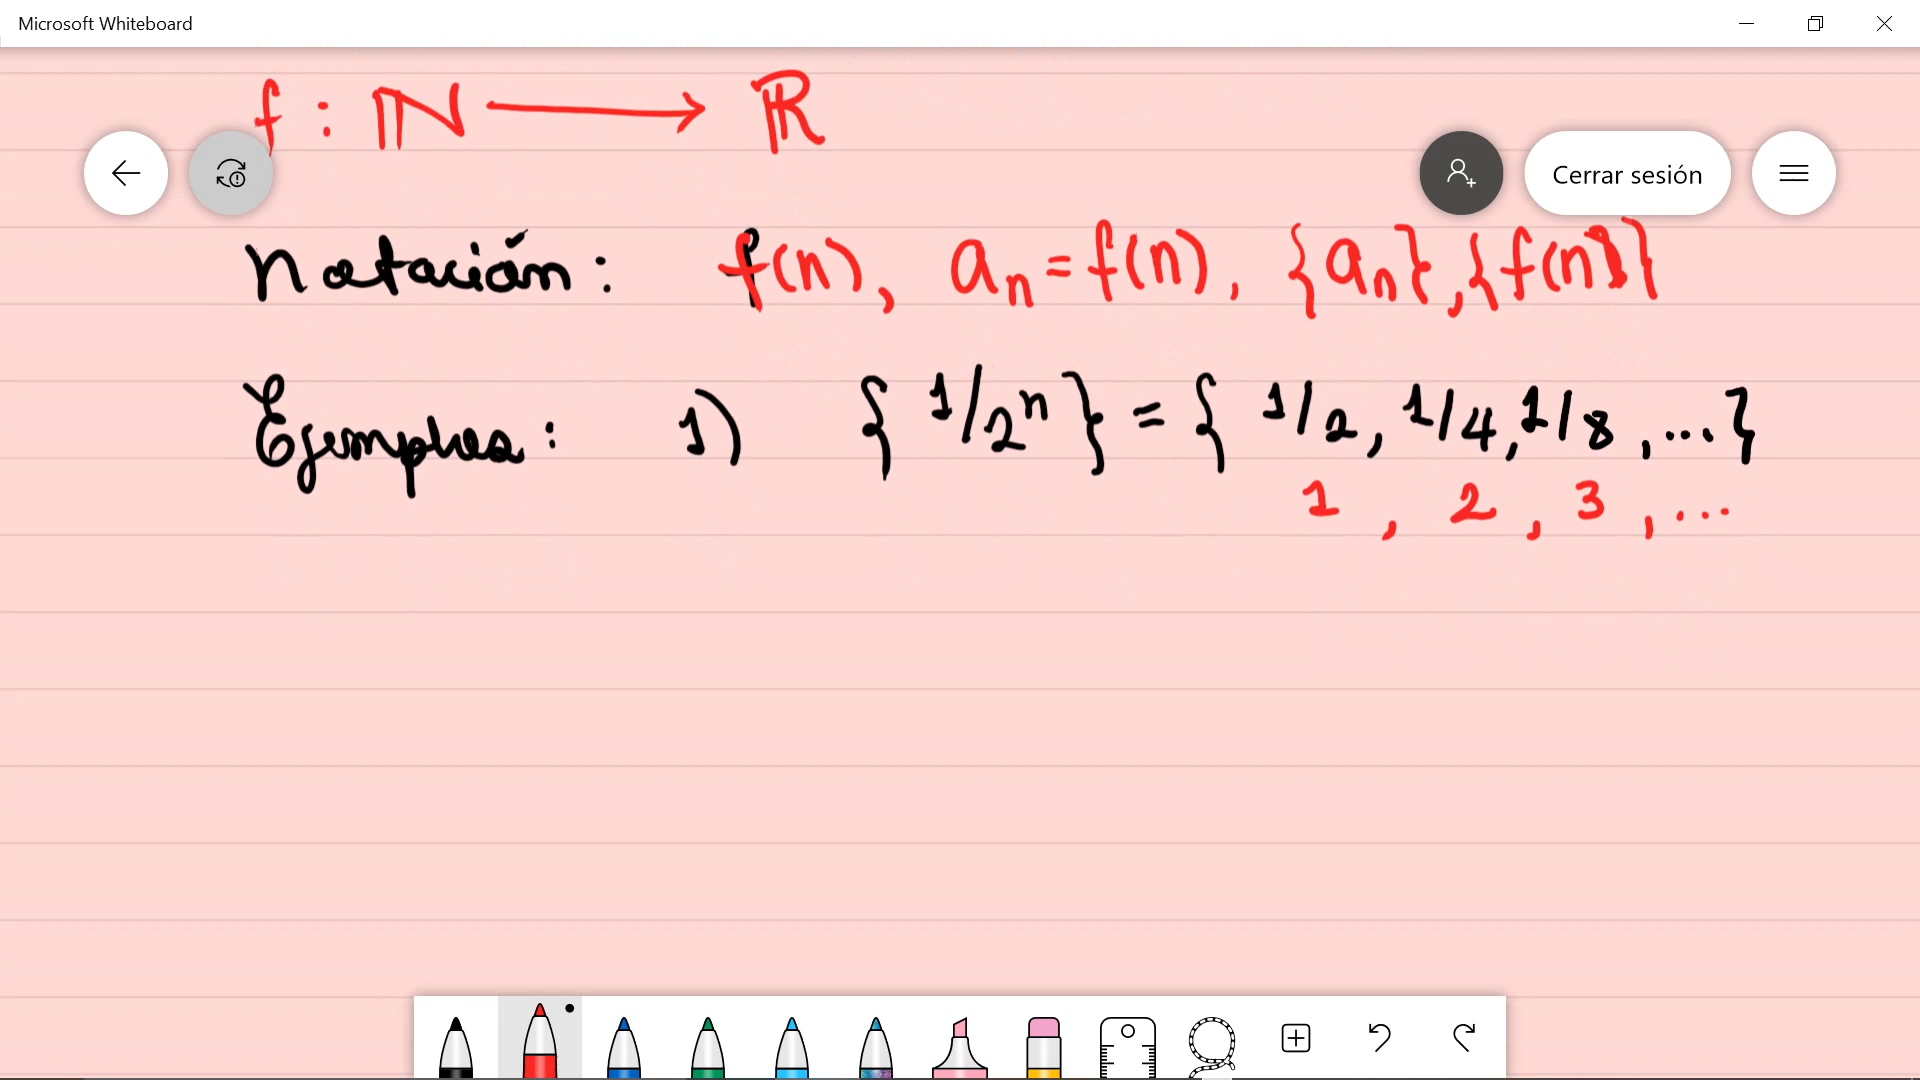 Microsoft Whiteboard
f : ℕ ⟶ ℝ
Cerrar sesión
Notación: f(n), aₙ = f(n), {aₙ}, {f(n)}
Ejemplos: 1) {1/2ⁿ} = {1/2, 1/4, 1/8, ...}
1, 2, 3, ...